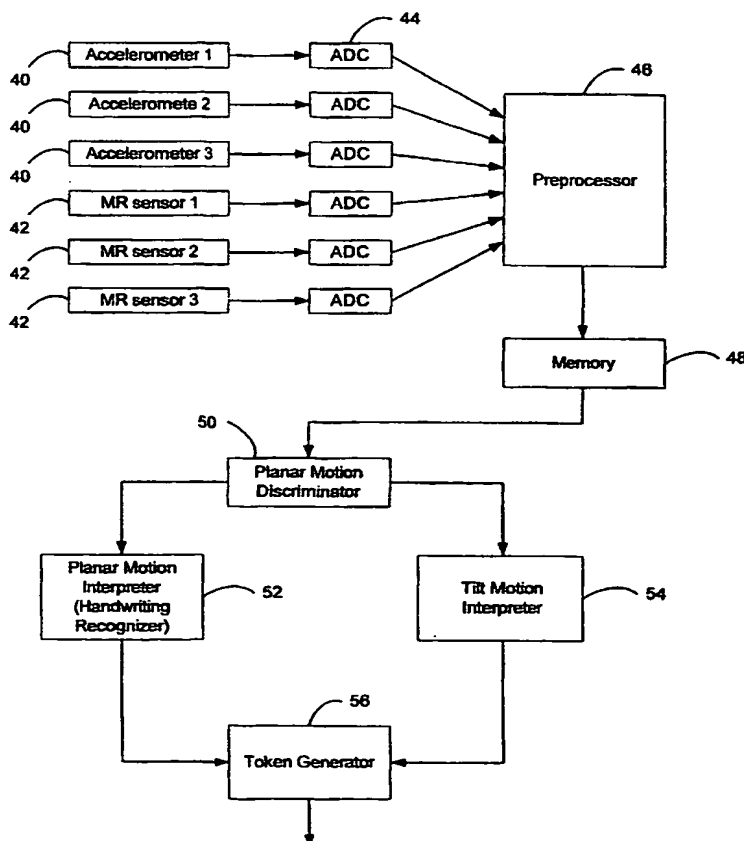 44
Accelerometer 1
ADC
40
46
Acceleromete 2
ADC
40
Accelerometer 3
ADC
Preprocessor
40
MR sensor 1
ADC
42
MR sensor 2
ADC
42
MR sensor 3
ADC
42
Memory
48
50
Planar Motion
Discriminator
Planar Motion
Interpreter
(Handwriting
Recognizer)
52
Tilt Motion
Interpreter
54
56
Token Generator